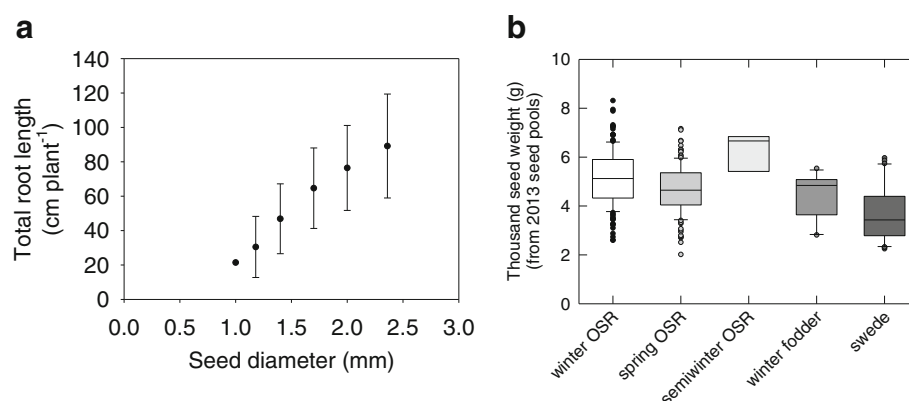 a
140
120
100
80
60
40
20
0
Total root length
(cm plant⁻¹)
0.0 0.5 1.0 1.5 2.0 2.5 3.0
Seed diameter (mm)
b
10
8
6
4
2
0
Thousand seed weight (g)
(from 2013 seed pools)
winter OSR
spring OSR
semiwinter OSR
winter fodder
swede